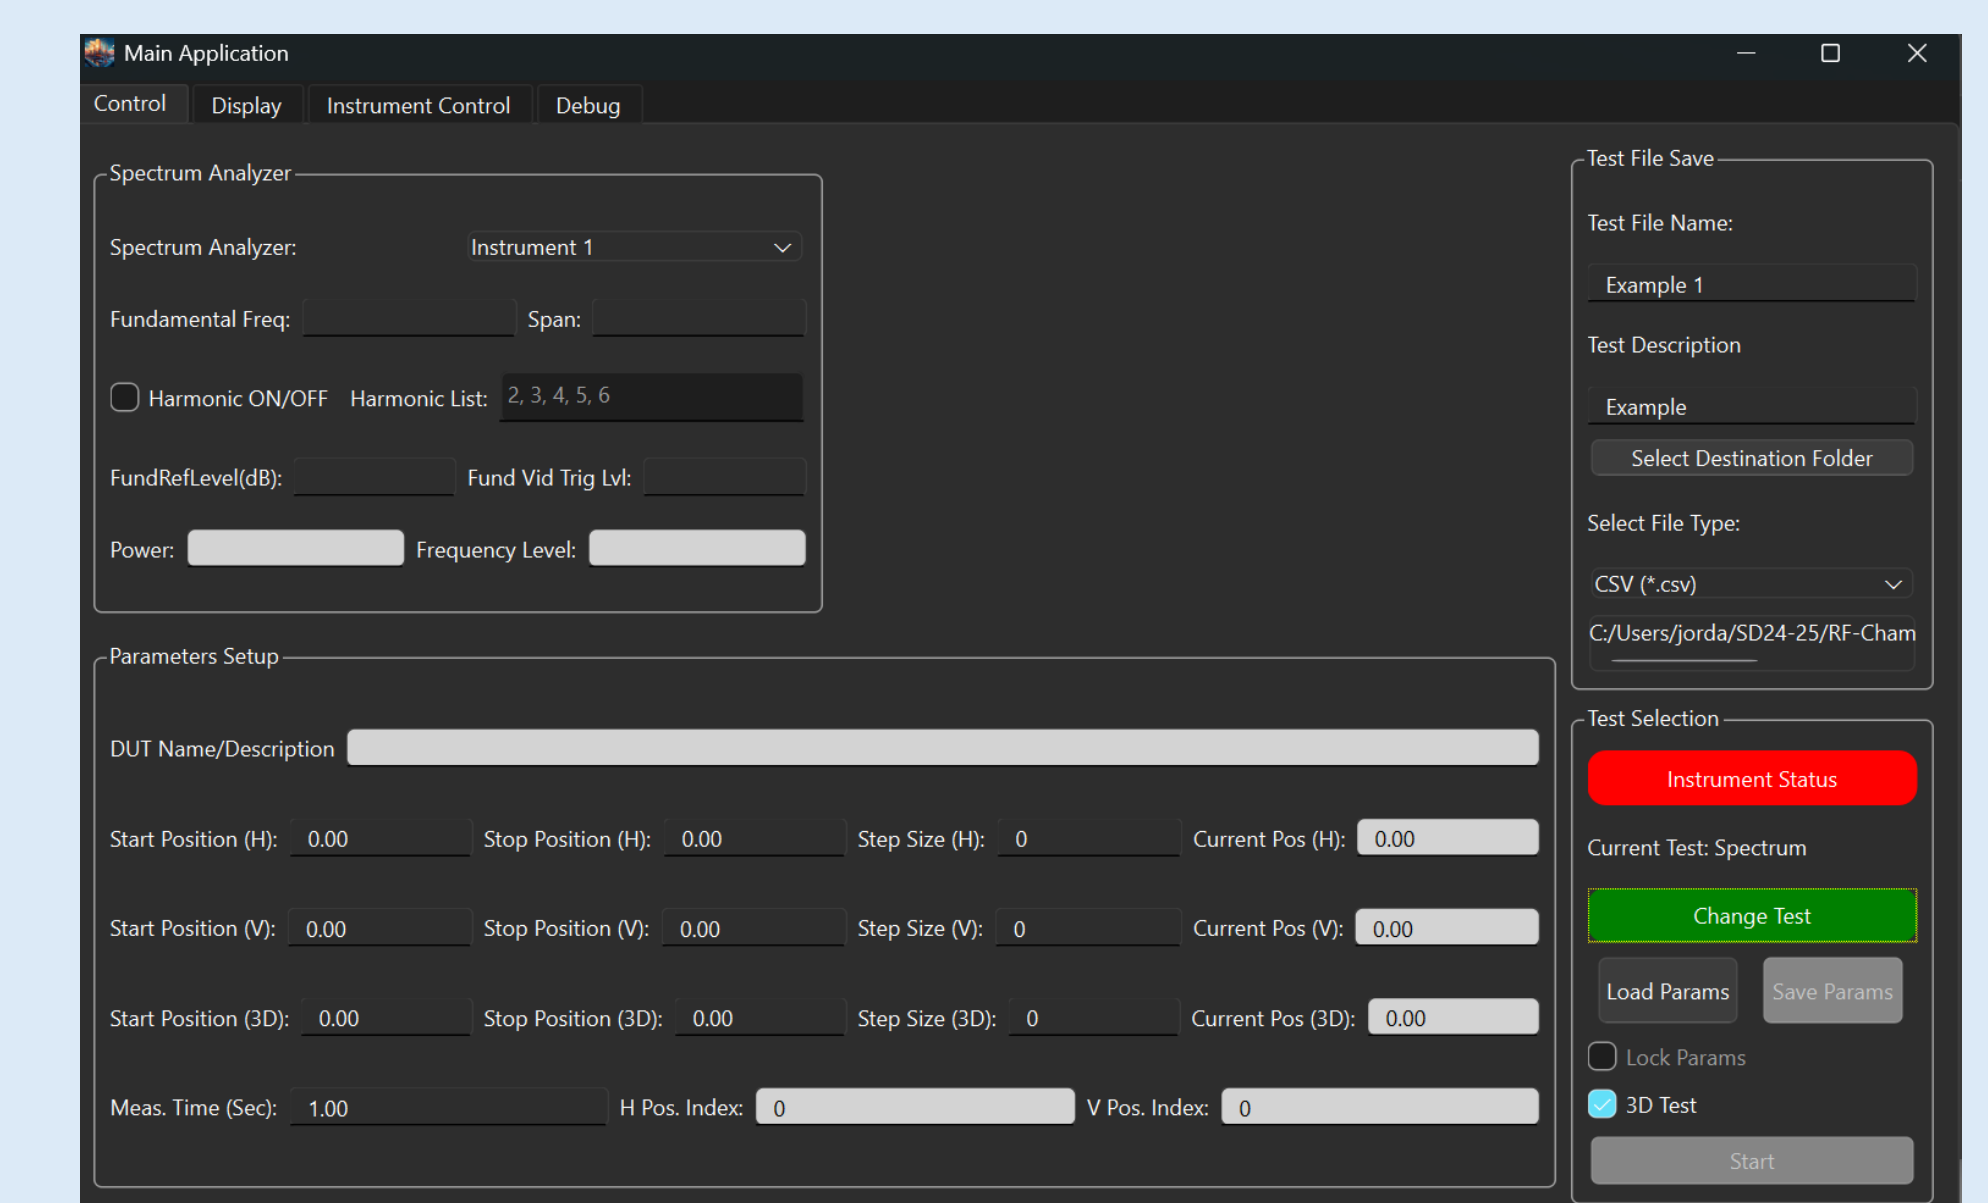 Main Application
Control Display Instrument Control Debug
Spectrum Analyzer
Spectrum Analyzer: Instrument 1
Fundamental Freq: Span:
Harmonic ON/OFF Harmonic List: 2, 3, 4, 5, 6
FundRefLevel(dB): Fund Vid Trig Lvl:
Power: Frequency Level:
Parameters Setup
DUT Name/Description
Start Position (H): 0.00 Stop Position (H): 0.00 Step Size (H): 0 Current Pos (H): 0.00
Start Position (V): 0.00 Stop Position (V): 0.00 Step Size (V): 0 Current Pos (V): 0.00
Start Position (3D): 0.00 Stop Position (3D): 0.00 Step Size (3D): 0 Current Pos (3D): 0.00
Meas. Time (Sec): 1.00 H Pos. Index: 0 V Pos. Index: 0
Test File Save
Test File Name:
Example 1
Test Description
Example
Select Destination Folder
Select File Type:
CSV (*.csv)
C:/Users/jorda/SD24-25/RF-Cham
Test Selection
Instrument Status
Current Test: Spectrum
Change Test
Load Params Save Params
Lock Params
3D Test
Start